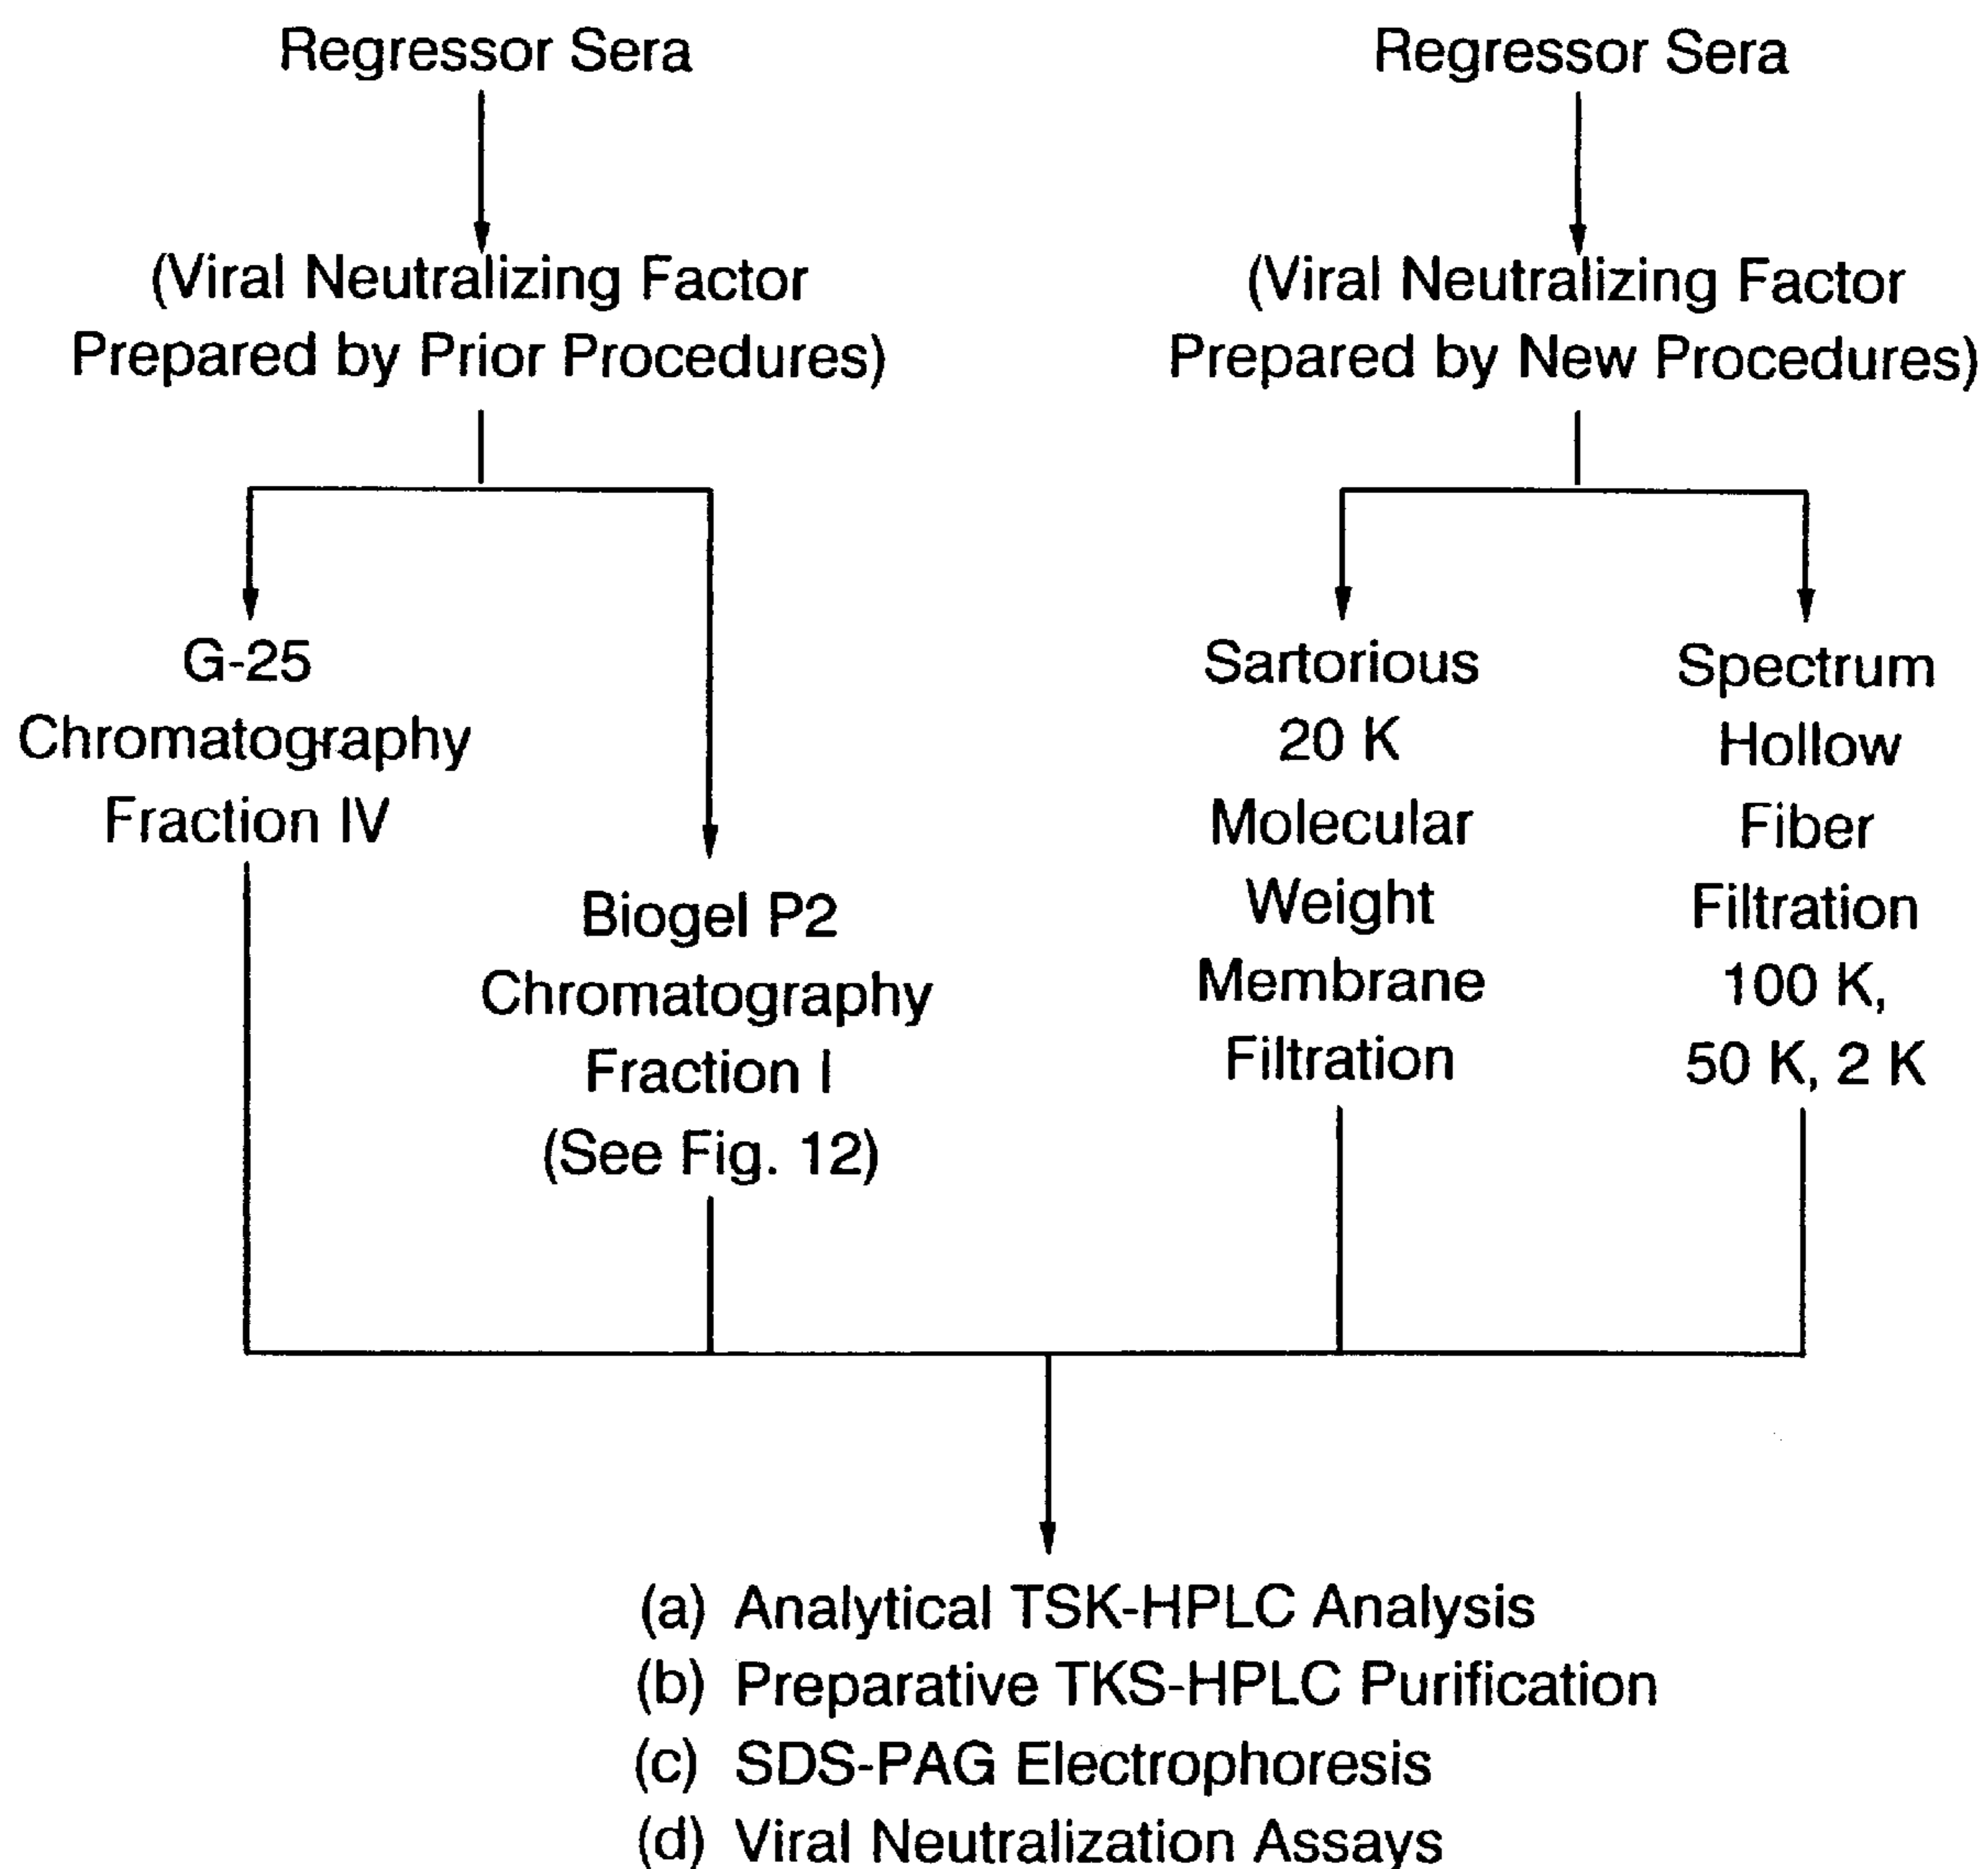 Regressor Sera
(Viral Neutralizing Factor
Prepared by Prior Procedures)
G-25
Chromatography
Fraction IV
Biogel P2
Chromatography
Fraction I
(See Fig. 12)
Regressor Sera
(Viral Neutralizing Factor
Prepared by New Procedures)
Sartorious
20 K
Molecular
Weight
Membrane
Filtration
Spectrum
Hollow
Fiber
Filtration
100 K,
50 K, 2 K
(a) Analytical TSK-HPLC Analysis
(b) Preparative TKS-HPLC Purification
(c) SDS-PAG Electrophoresis
(d) Viral Neutralization Assays